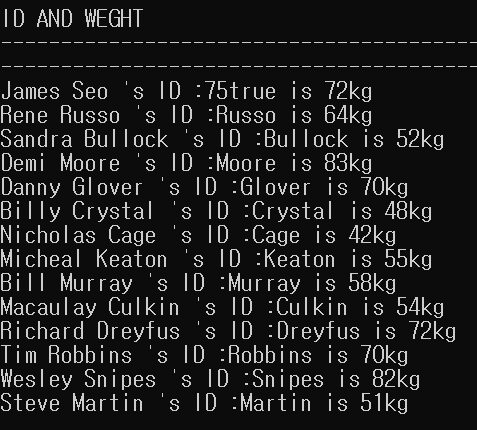 ID AND WEGHT
----------------------------------------
----------------------------------------
James Seo 's ID :75true is 72kg
Rene Russo 's ID :Russo is 64kg
Sandra Bullock 's ID :Bullock is 52kg
Demi Moore 's ID :Moore is 83kg
Danny Glover 's ID :Glover is 70kg
Billy Crystal 's ID :Crystal is 48kg
Nicholas Cage 's ID :Cage is 42kg
Micheal Keaton 's ID :Keaton is 55kg
Bill Murray 's ID :Murray is 58kg
Macaulay Culkin 's ID :Culkin is 54kg
Richard Dreyfus 's ID :Dreyfus is 72kg
Tim Robbins 's ID :Robbins is 70kg
Wesley Snipes 's ID :Snipes is 82kg
Steve Martin 's ID :Martin is 51kg